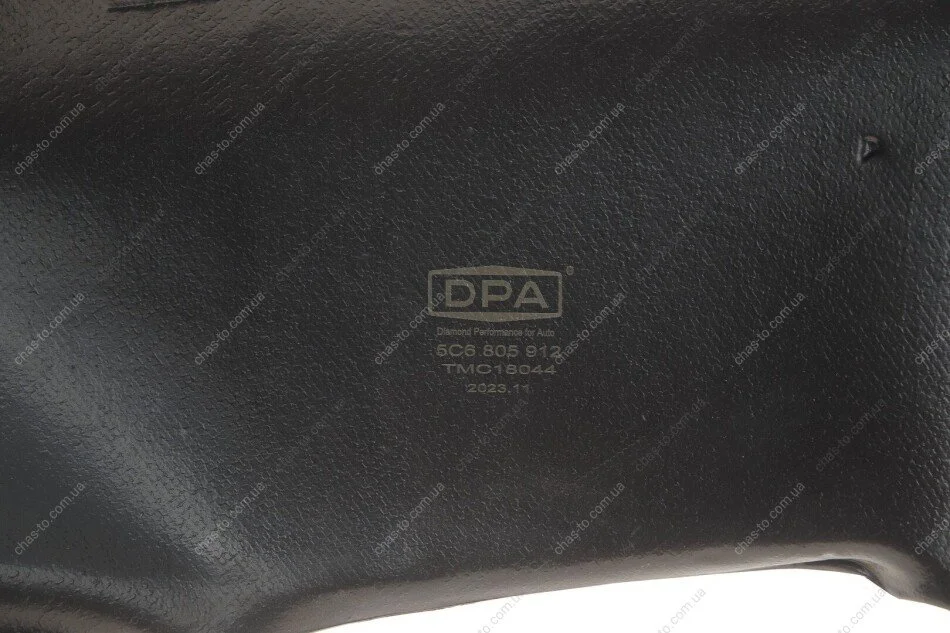 DPA®
Diamond Performance for Auto
5C6 805 912
TMC18044
2023.11
chas-to.com.ua